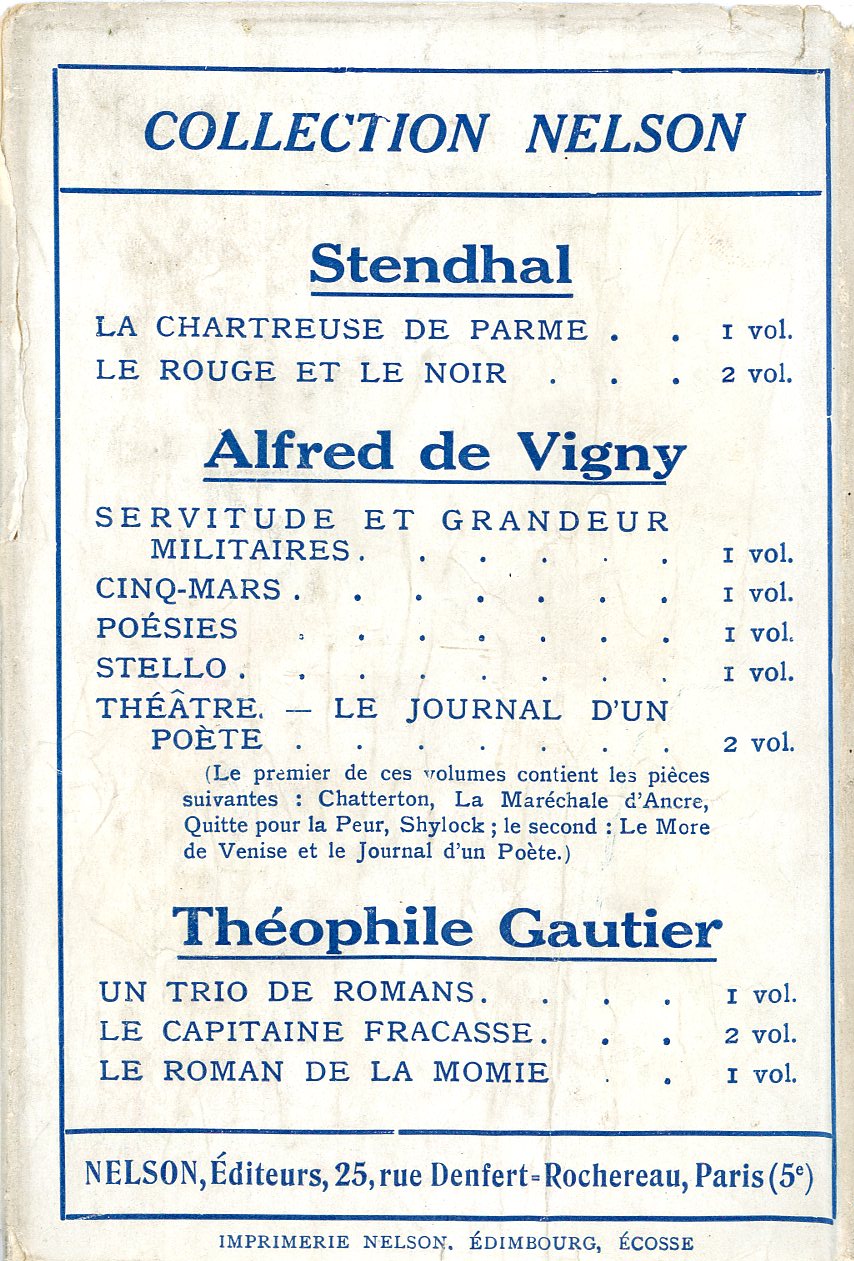 COLLECTION NELSON
Stendhal
LA CHARTREUSE DE PARME . . 1 vol.
LE ROUGE ET LE NOIR . . . 2 vol.
Alfred de Vigny
SERVITUDE ET GRANDEUR
MILITAIRES . . . . . . 1 vol.
CINQ-MARS . . . . . . . 1 vol.
POÉSIES . . . . . . . 1 vol.
STELLO . . . . . . . . 1 vol.
THÉÂTRE. — LE JOURNAL D'UN
POÈTE . . . . . . . 2 vol.
(Le premier de ces volumes contient les pièces
suivantes : Chatterton, La Maréchale d'Ancre,
Quitte pour la Peur, Shylock ; le second : Le More
de Venise et le Journal d'un Poète.)
Théophile Gautier
UN TRIO DE ROMANS . . . . 1 vol.
LE CAPITAINE FRACASSE . . . 2 vol.
LE ROMAN DE LA MOMIE . . 1 vol.
NELSON, Éditeurs, 25, rue Denfert-Rochereau, Paris (5e)
IMPRIMERIE NELSON, ÉDIMBOURG, ÉCOSSE